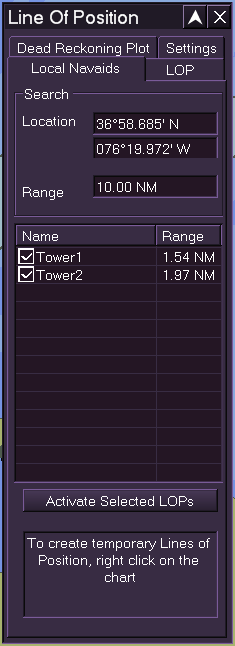 Line Of Position
Dead Reckoning Plot Settings
Local Navaids LOP
Search
Location 36°58.685' N
076°19.972' W
Range 10.00 NM
Name Range
Tower1 1.54 NM
Tower2 1.97 NM
Activate Selected LOPs
To create temporary Lines of
Position, right click on the
chart